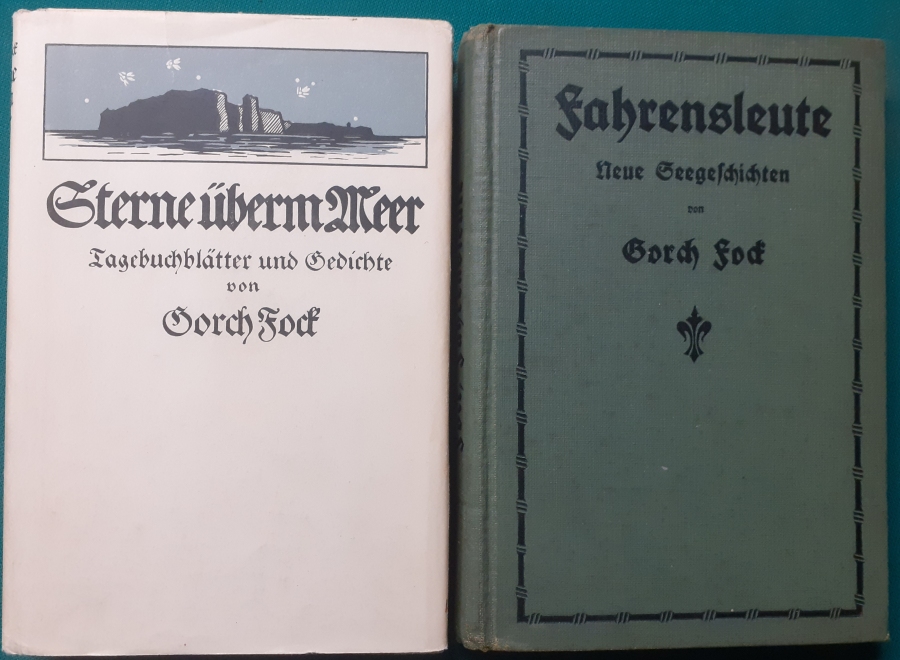 Sterne überm Meer
Tagebuchblätter und Gedichte
von
Gorch Fock
Fahrensleute
Neue Seegeschichten
von
Gorch Fock